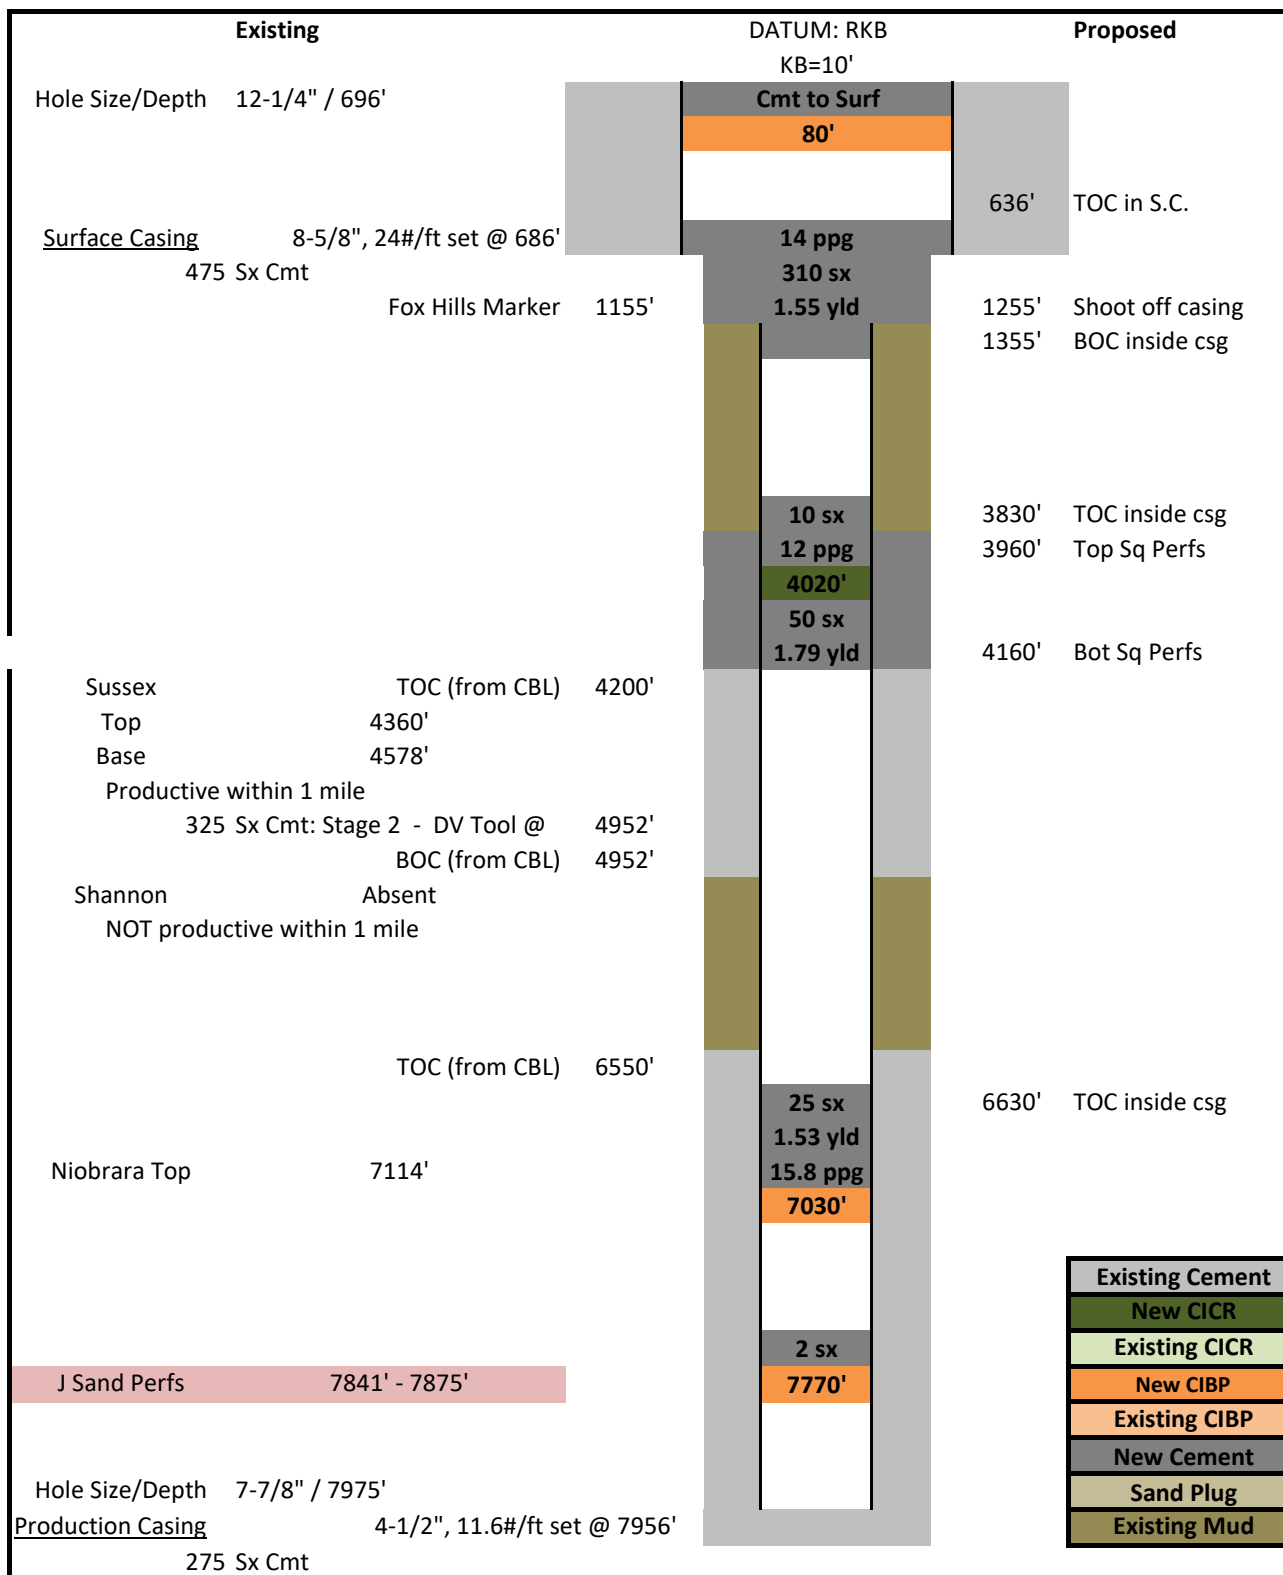 Existing DATUM: RKB Proposed
KB=10'
Hole Size/Depth 12-1/4" / 696' Cmt to Surf
80'
636' TOC in S.C.
Surface Casing 8-5/8", 24#/ft set @ 686' 14 ppg
475 Sx Cmt 310 sx
Fox Hills Marker 1155' 1.55 yld 1255' Shoot off casing
1355' BOC inside csg
10 sx 3830' TOC inside csg
12 ppg 3960' Top Sq Perfs
4020'
50 sx
1.79 yld 4160' Bot Sq Perfs
Sussex TOC (from CBL) 4200'
Top 4360'
Base 4578'
Productive within 1 mile
325 Sx Cmt: Stage 2 - DV Tool @ 4952'
BOC (from CBL) 4952'
Shannon Absent
NOT productive within 1 mile
TOC (from CBL) 6550'
25 sx 6630' TOC inside csg
1.53 yld
Niobrara Top 7114' 15.8 ppg
7030'
Existing Cement
New CICR
2 sx Existing CICR
J Sand Perfs 7841' - 7875' 7770' New CIBP
Existing CIBP
New Cement
Hole Size/Depth 7-7/8" / 7975' Sand Plug
Production Casing 4-1/2", 11.6#/ft set @ 7956' Existing Mud
275 Sx Cmt